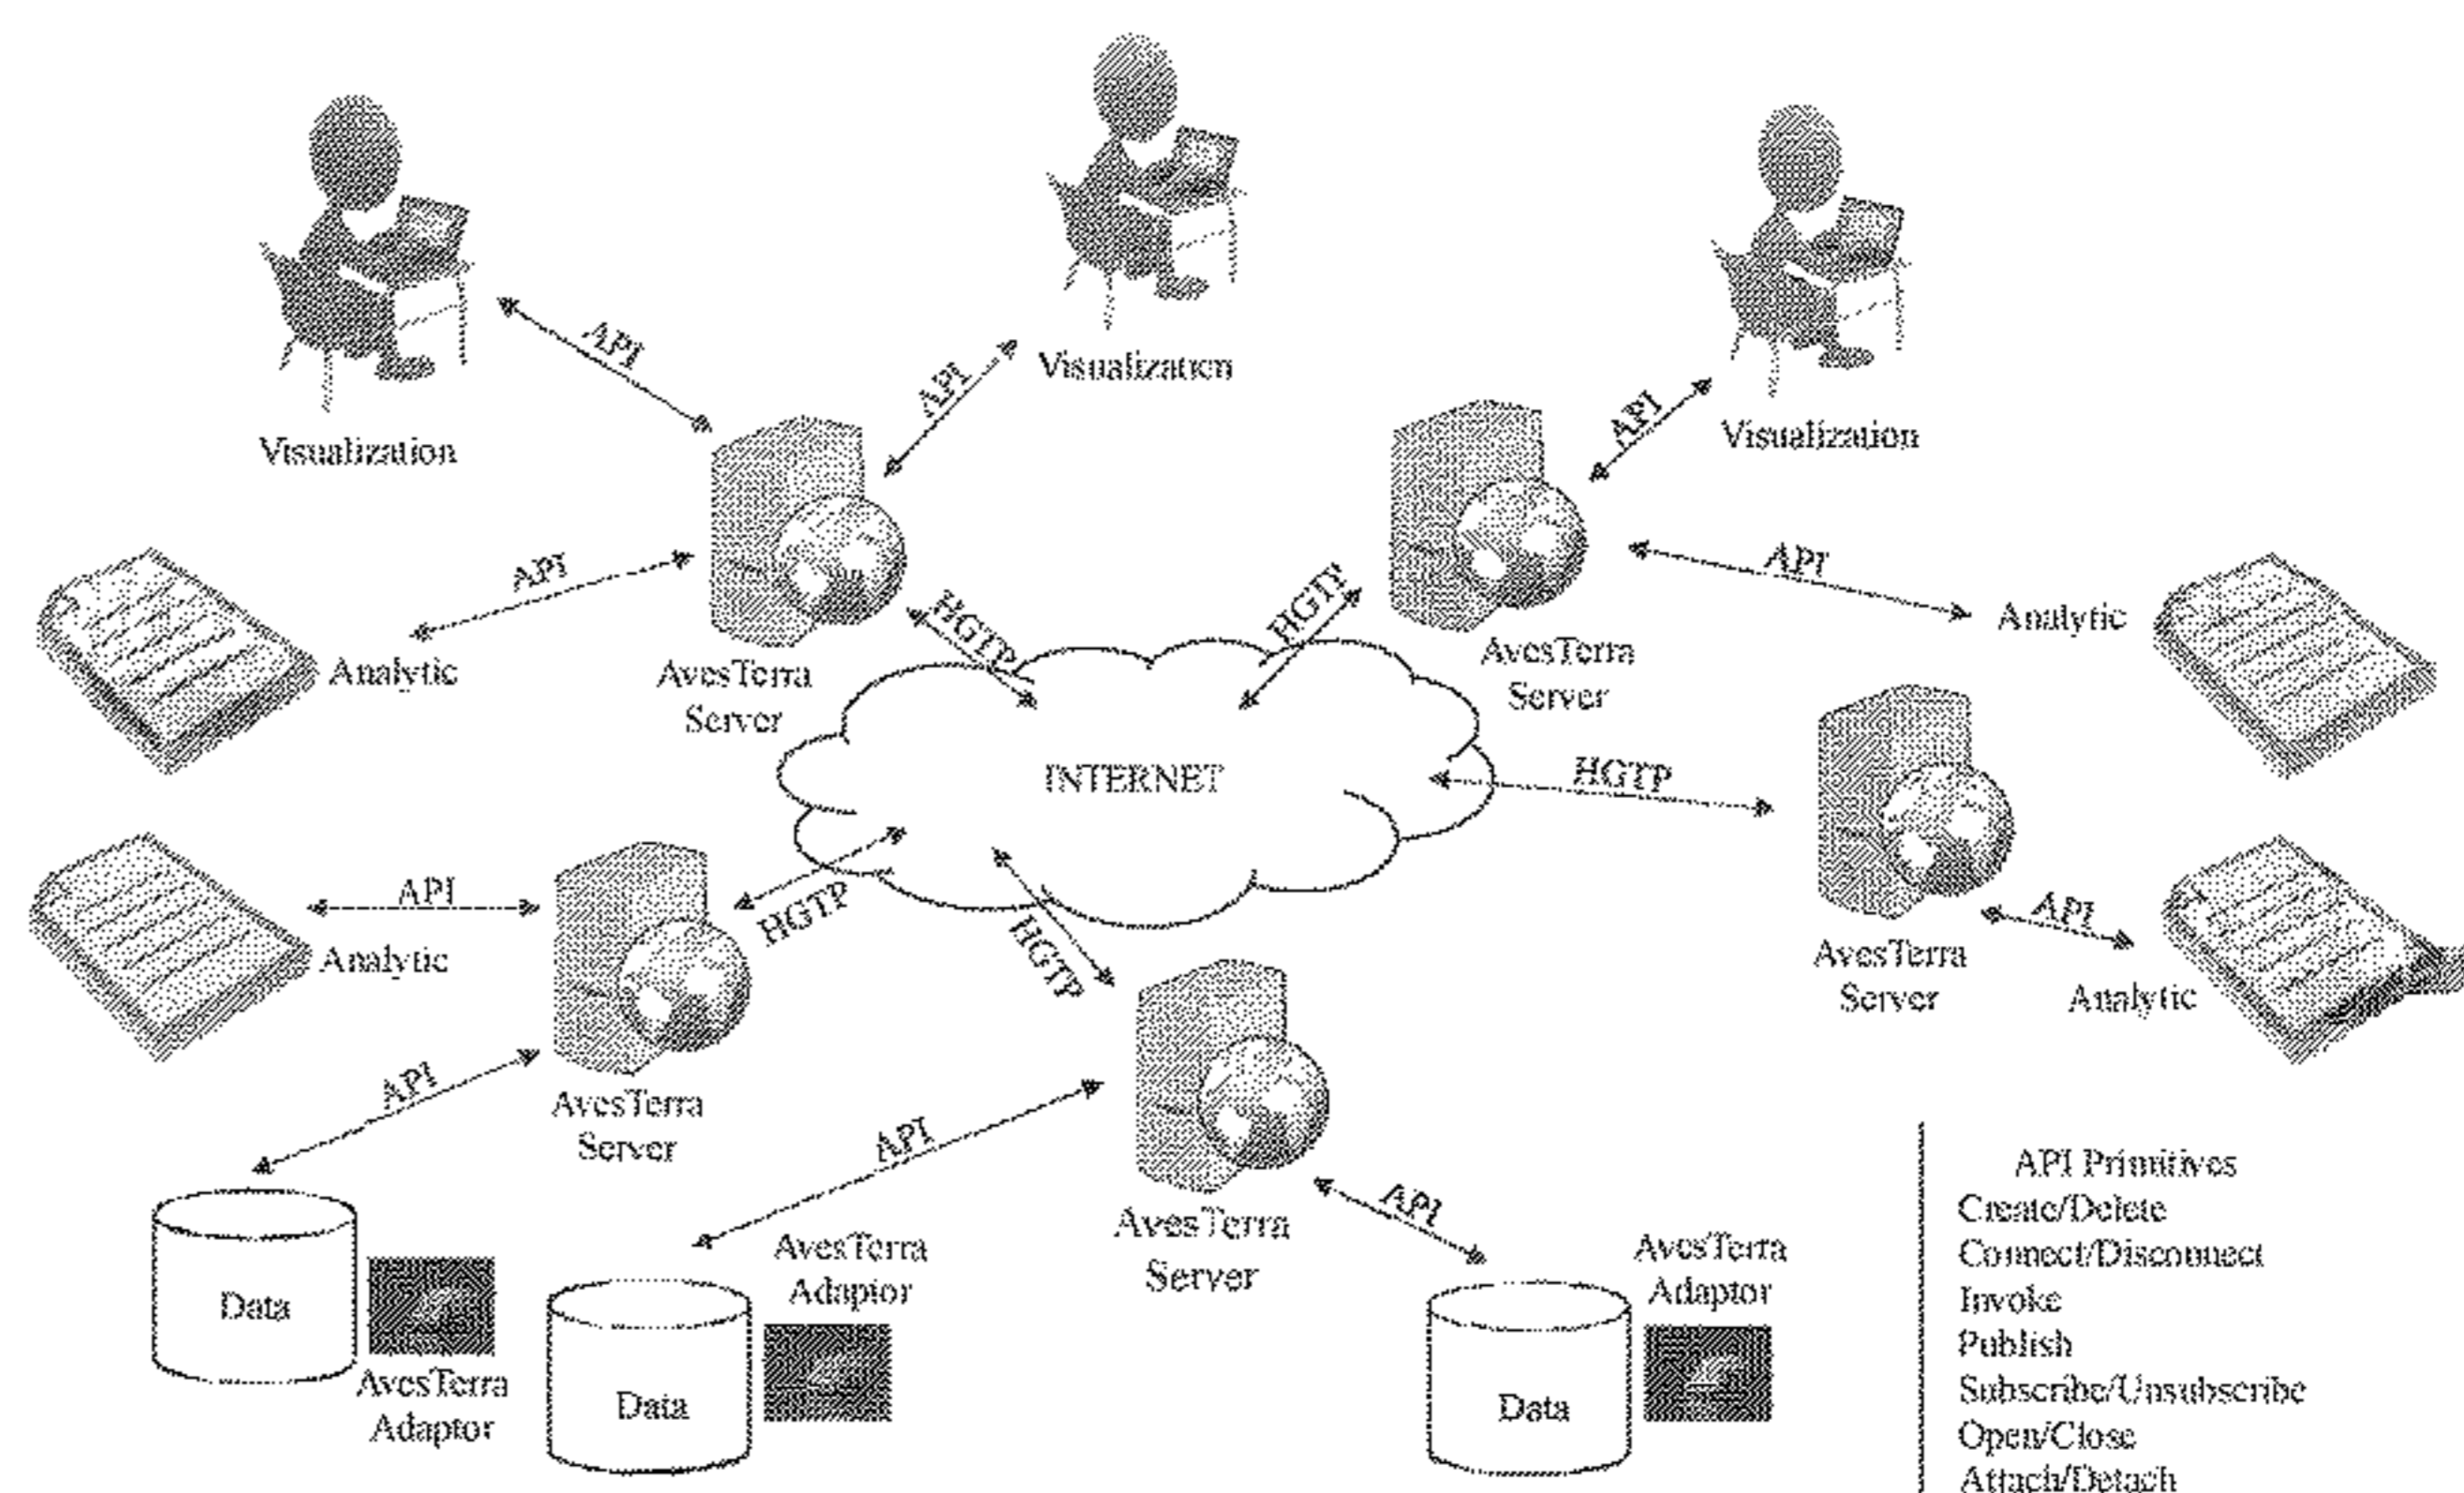 Visualization
API
API
Visualization
API
Visualization
API
Analytic
AvesTerra
Server
HGTP
HGTP
AvesTerra
Server
API
Analytic
INTERNET
HGTP
AvesTerra
Server
API
Analytic
API
Analytic
HGTP
HGTP
AvesTerra
Server
API
API
AvesTerra
Server
API
Data
AvesTerra
Adaptor
AvesTerra
Adaptor
Data
AvesTerra
Adaptor
Data
API Primitives
Create/Delete
Connect/Disconnect
Invoke
Publish
Subscribe/Unsubscribe
Open/Close
Attach/Detach